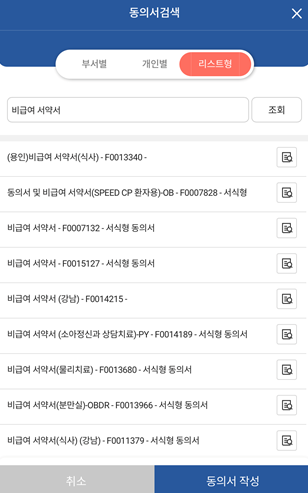 동의서검색
부서별
개인별
리스트형
비급여 서약서
조회
(용인)비급여 서약서(식사) - F0013340 -
동의서 및 비급여 서약서(SPEED CP 환자용)-OB - F0007828 - 서식형
비급여 서약서 - F0007132 - 서식형 동의서
비급여 서약서 - F0015127 - 서식형 동의서
비급여 서약서 (강남) - F0014215 -
비급여 서약서 (소아정신과 상담치료)-PY - F0014189 - 서식형 동의서
비급여 서약서(물리치료) - F0013680 - 서식형 동의서
비급여 서약서(분만실)-OBDR - F0013966 - 서식형 동의서
비급여 서약서(식사) (강남) - F0011379 - 서식형 동의서
취소
동의서 작성